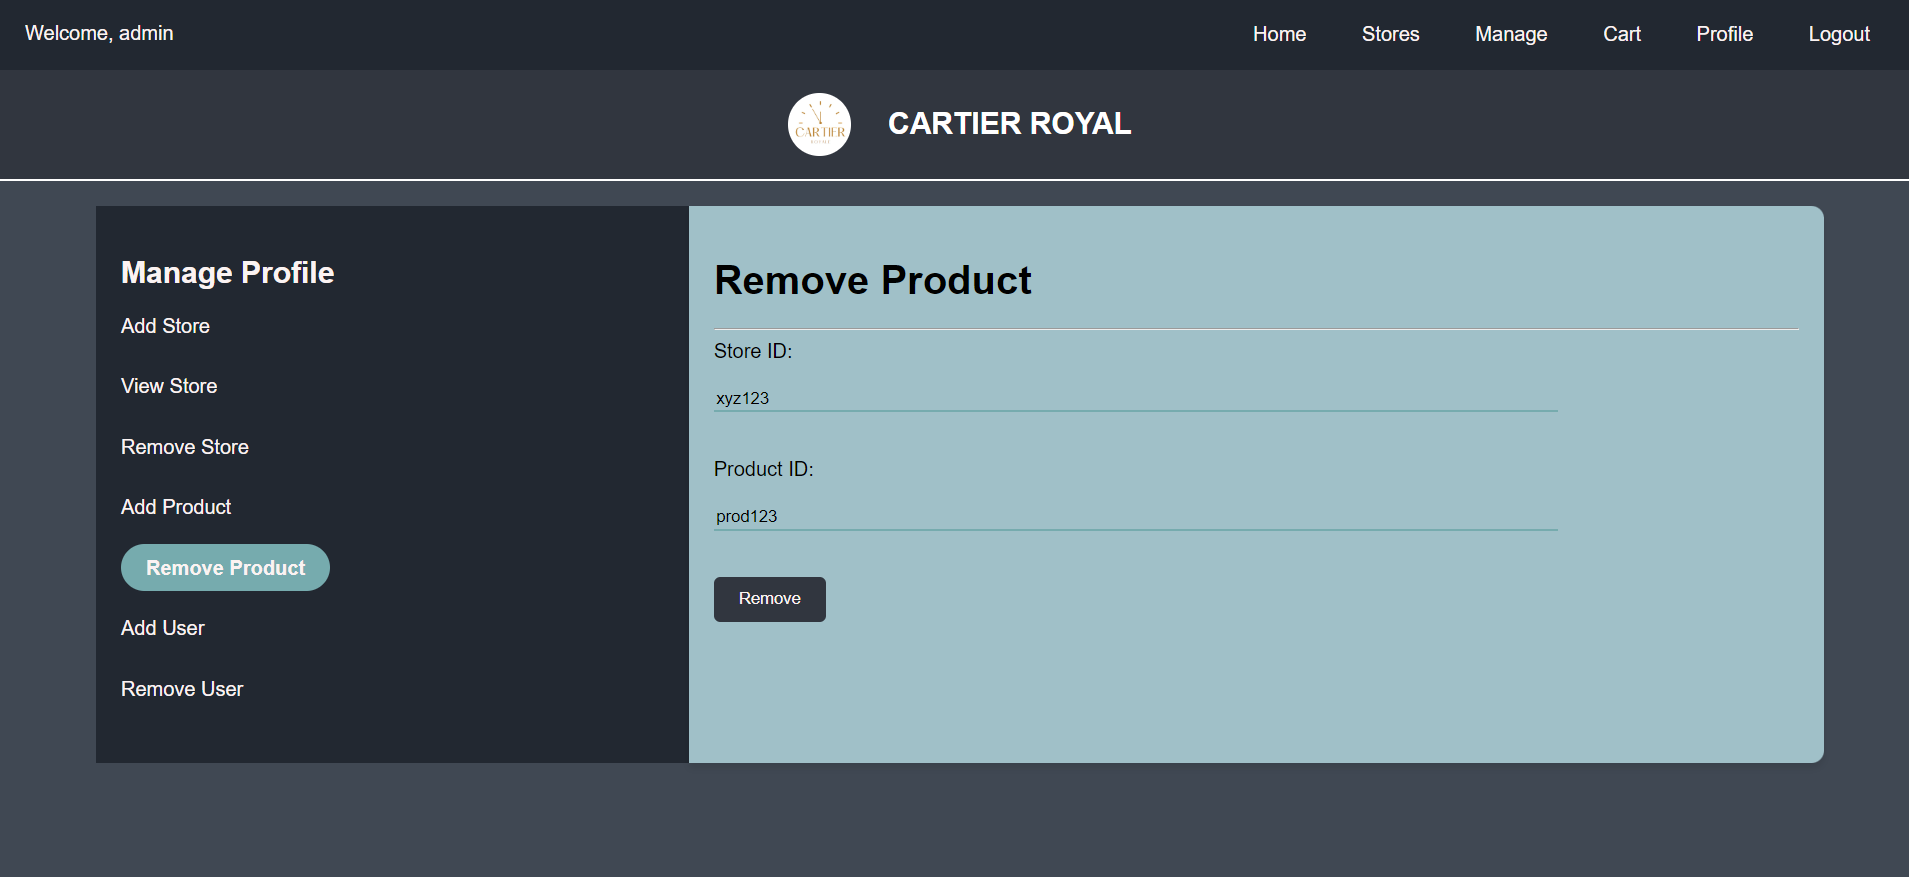 Welcome, admin
Home Stores Manage Cart Profile Logout
CARTIER
CARTIER ROYAL
Manage Profile
Add Store
View Store
Remove Store
Add Product
Remove Product
Add User
Remove User
Remove Product
Store ID:
xyz123
Product ID:
prod123
Remove